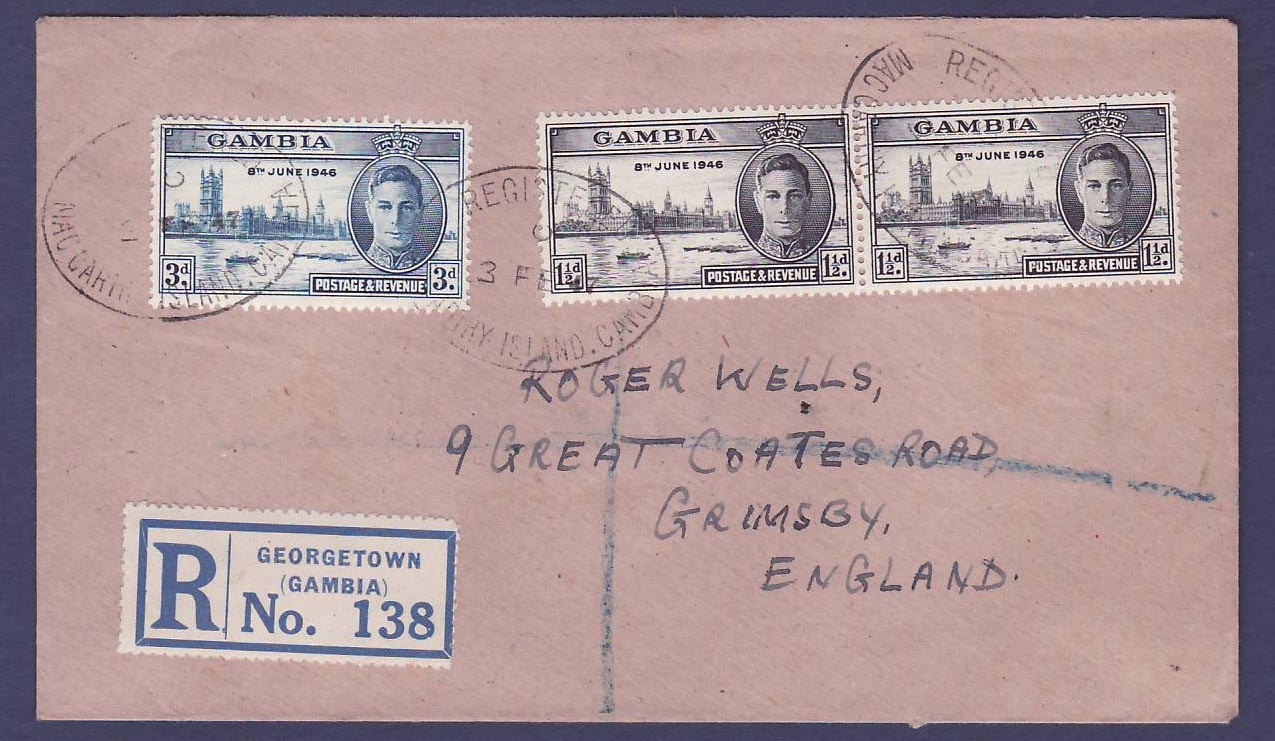 GAMBIA
8TH JUNE 1946
3d 3d
POSTAGE & REVENUE
GAMBIA
8TH JUNE 1946
1½d. 1½d.
POSTAGE & REVENUE
GAMBIA
8TH JUNE 1946
1½d. 1½d.
POSTAGE & REVENUE
3 FE
ISLAND.
ROGER WELLS,
9 GREAT COATES ROAD,
GRIMSBY,
ENGLAND.
R
GEORGETOWN
(GAMBIA)
No. 138